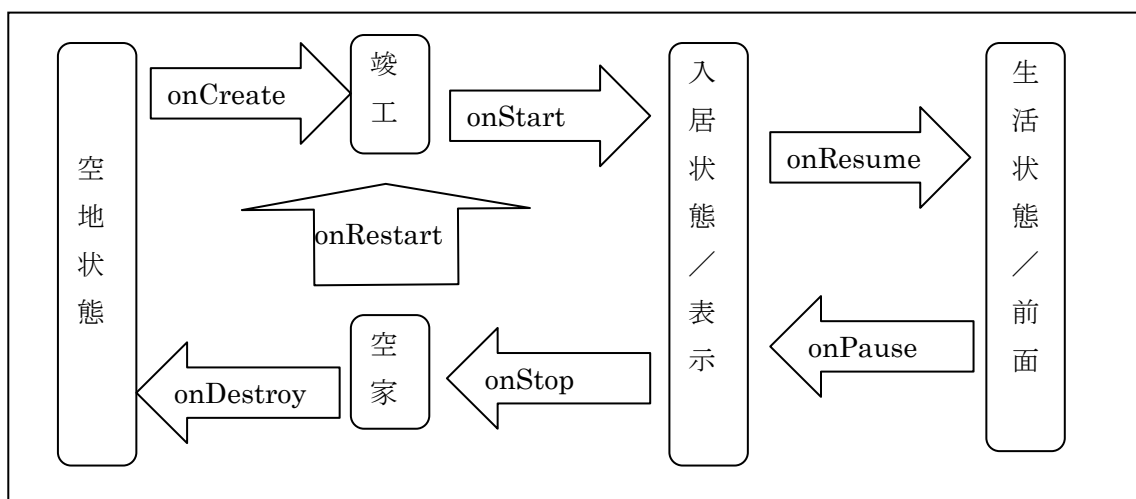 空地状態
onCreate
竣工
onStart
入居状態／表示
onResume
生活状態／前面
onRestart
onPause
onStop
空家
onDestroy